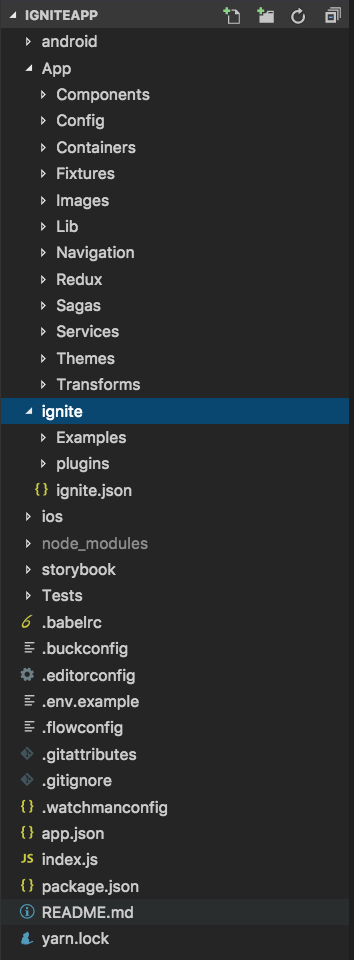 IGNITEAPP
android
App
Components
Config
Containers
Fixtures
Images
Lib
Navigation
Redux
Sagas
Services
Themes
Transforms
ignite
Examples
plugins
{} ignite.json
ios
node_modules
storybook
Tests
.babelrc
.buckconfig
.editorconfig
.env.example
.flowconfig
.gitattributes
.gitignore
{} .watchmanconfig
{} app.json
JS index.js
{} package.json
README.md
yarn.lock